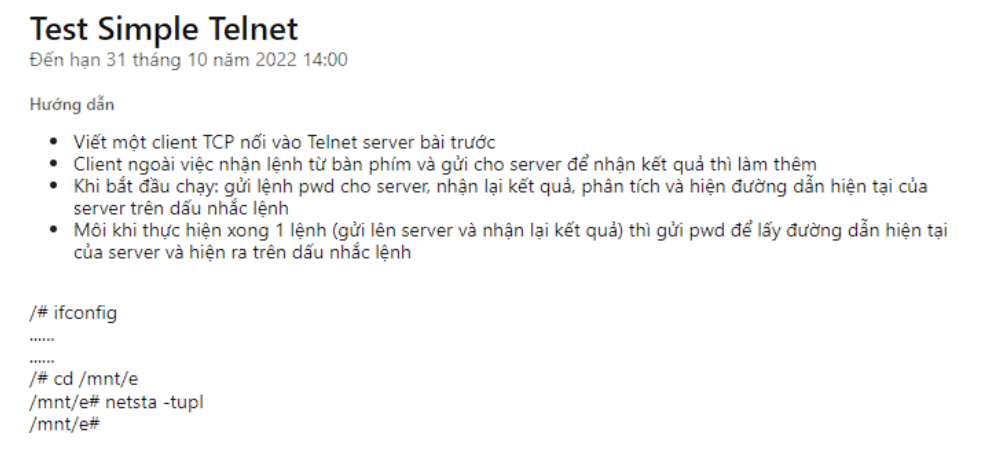 Test Simple Telnet
Đến hạn 31 tháng 10 năm 2022 14:00
Hướng dẫn
• Viết một client TCP nối vào Telnet server bài trước
• Client ngoài việc nhận lệnh từ bàn phím và gửi cho server để nhận kết quả thì làm thêm
• Khi bắt đầu chạy: gửi lệnh pwd cho server, nhận lại kết quả, phân tích và hiện đường dẫn hiện tại của
server trên dấu nhắc lệnh
• Môi khi thực hiện xong 1 lệnh (gửi lên server và nhận lại kết quả) thì gửi pwd để lấy đường dẫn hiện tại
của server và hiện ra trên dấu nhắc lệnh
/# ifconfig
......
......
/# cd /mnt/e
/mnt/e# netsta -tupl
/mnt/e#